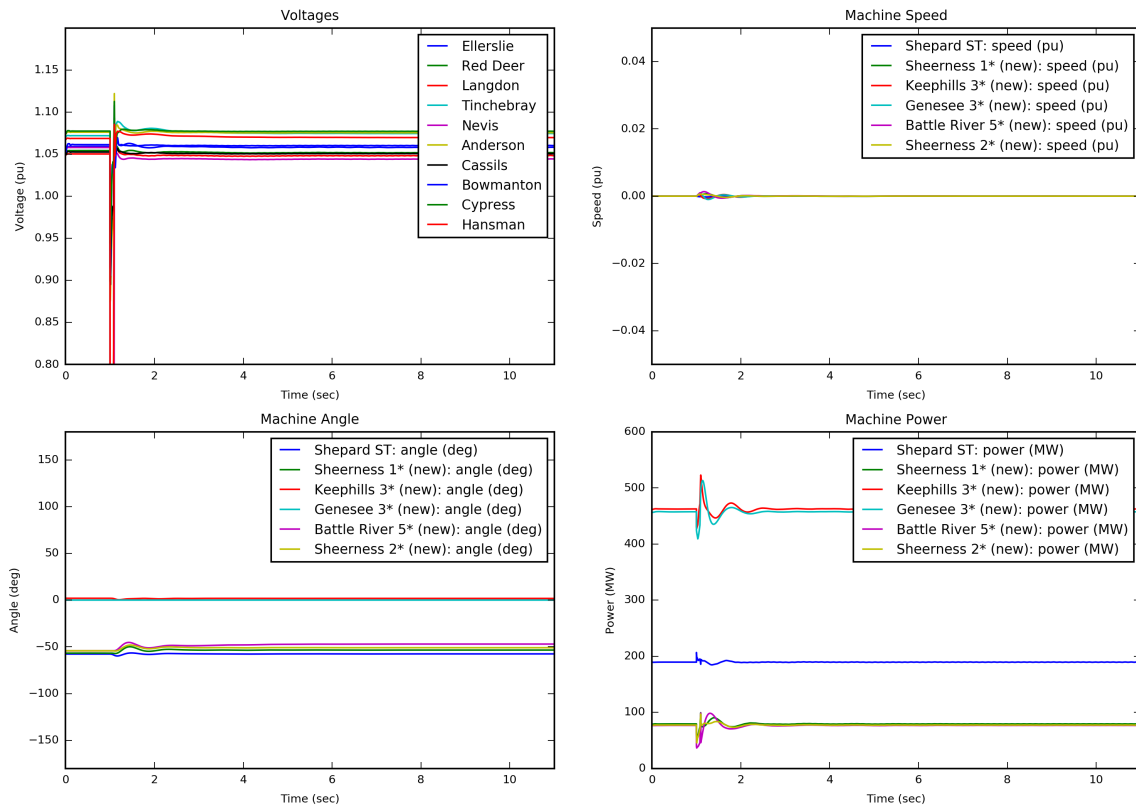 Voltages
Voltage (pu)
1.15
1.10
1.05
1.00
0.95
0.90
0.85
0.80
0 2 4 6 8 10
Time (sec)
Ellerslie
Red Deer
Langdon
Tinchebray
Nevis
Anderson
Cassils
Bowmanton
Cypress
Hansman
Machine Speed
Speed (pu)
0.04
0.02
0.00
−0.02
−0.04
0 2 4 6 8 10
Time (sec)
Shepard ST: speed (pu)
Sheerness 1* (new): speed (pu)
Keephills 3* (new): speed (pu)
Genesee 3* (new): speed (pu)
Battle River 5* (new): speed (pu)
Sheerness 2* (new): speed (pu)
Machine Angle
Angle (deg)
150
100
50
0
−50
−100
−150
0 2 4 6 8 10
Time (sec)
Shepard ST: angle (deg)
Sheerness 1* (new): angle (deg)
Keephills 3* (new): angle (deg)
Genesee 3* (new): angle (deg)
Battle River 5* (new): angle (deg)
Sheerness 2* (new): angle (deg)
Machine Power
Power (MW)
600
500
400
300
200
100
0
0 2 4 6 8 10
Time (sec)
Shepard ST: power (MW)
Sheerness 1* (new): power (MW)
Keephills 3* (new): power (MW)
Genesee 3* (new): power (MW)
Battle River 5* (new): power (MW)
Sheerness 2* (new): power (MW)